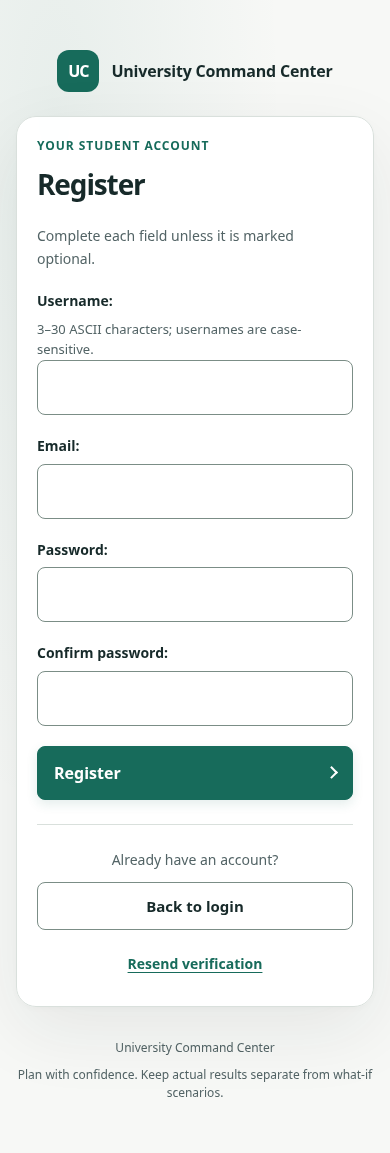 UC
University Command Center
YOUR STUDENT ACCOUNT
Register
Complete each field unless it is marked
optional.
Username:
3–30 ASCII characters; usernames are case-
sensitive.
Email:
Password:
Confirm password:
Register
Already have an account?
Back to login
Resend verification
University Command Center
Plan with confidence. Keep actual results separate from what-if
scenarios.